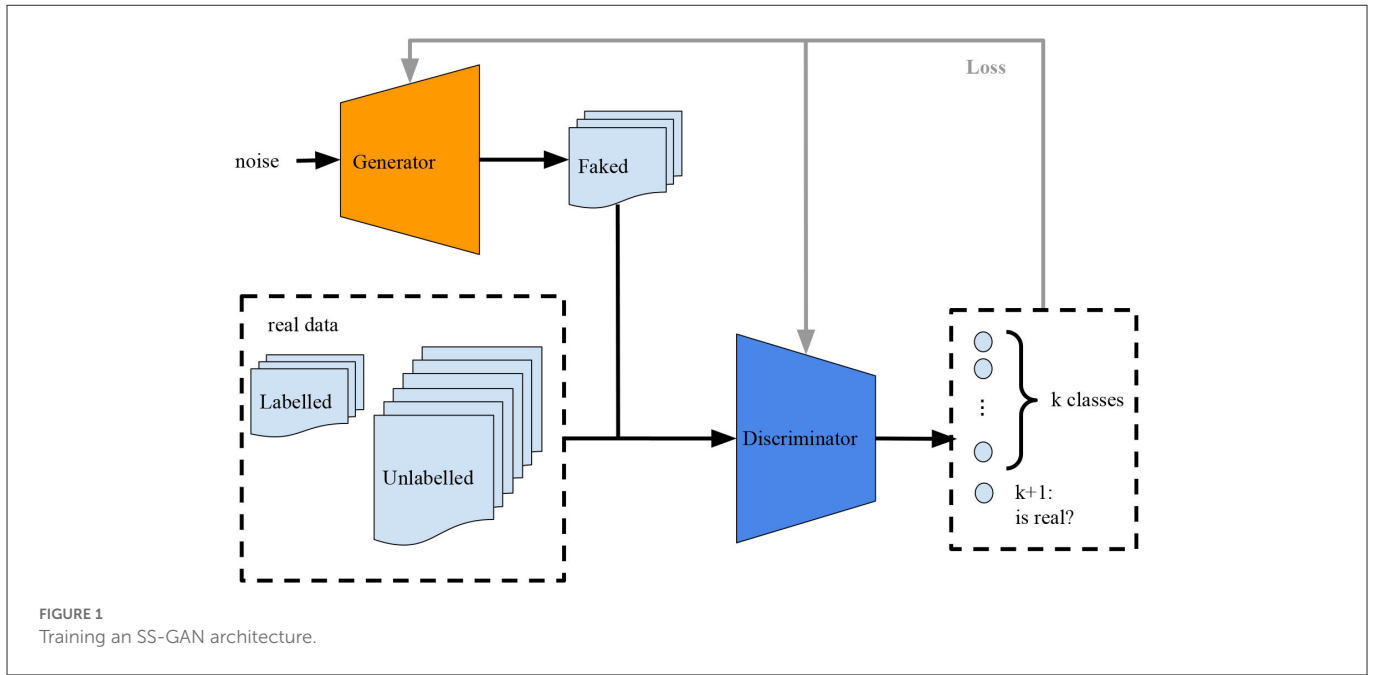 Loss
noise
Generator
Faked
real data
Labelled
Unlabelled
Discriminator
⋮
k classes
k+1:
is real?
FIGURE 1
Training an SS-GAN architecture.